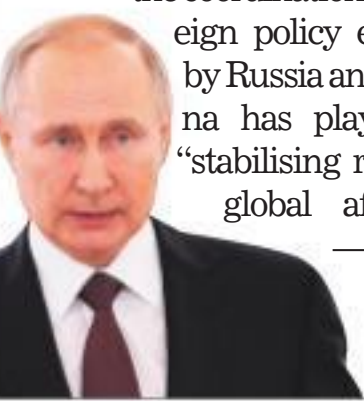 eign policy
by Russia an
na has play
“stabilising
global af